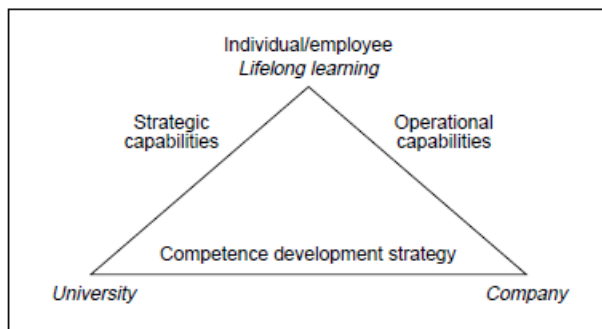 Individual/employee
Lifelong learning
Strategic
capabilities
Operational
capabilities
Competence development strategy
University
Company